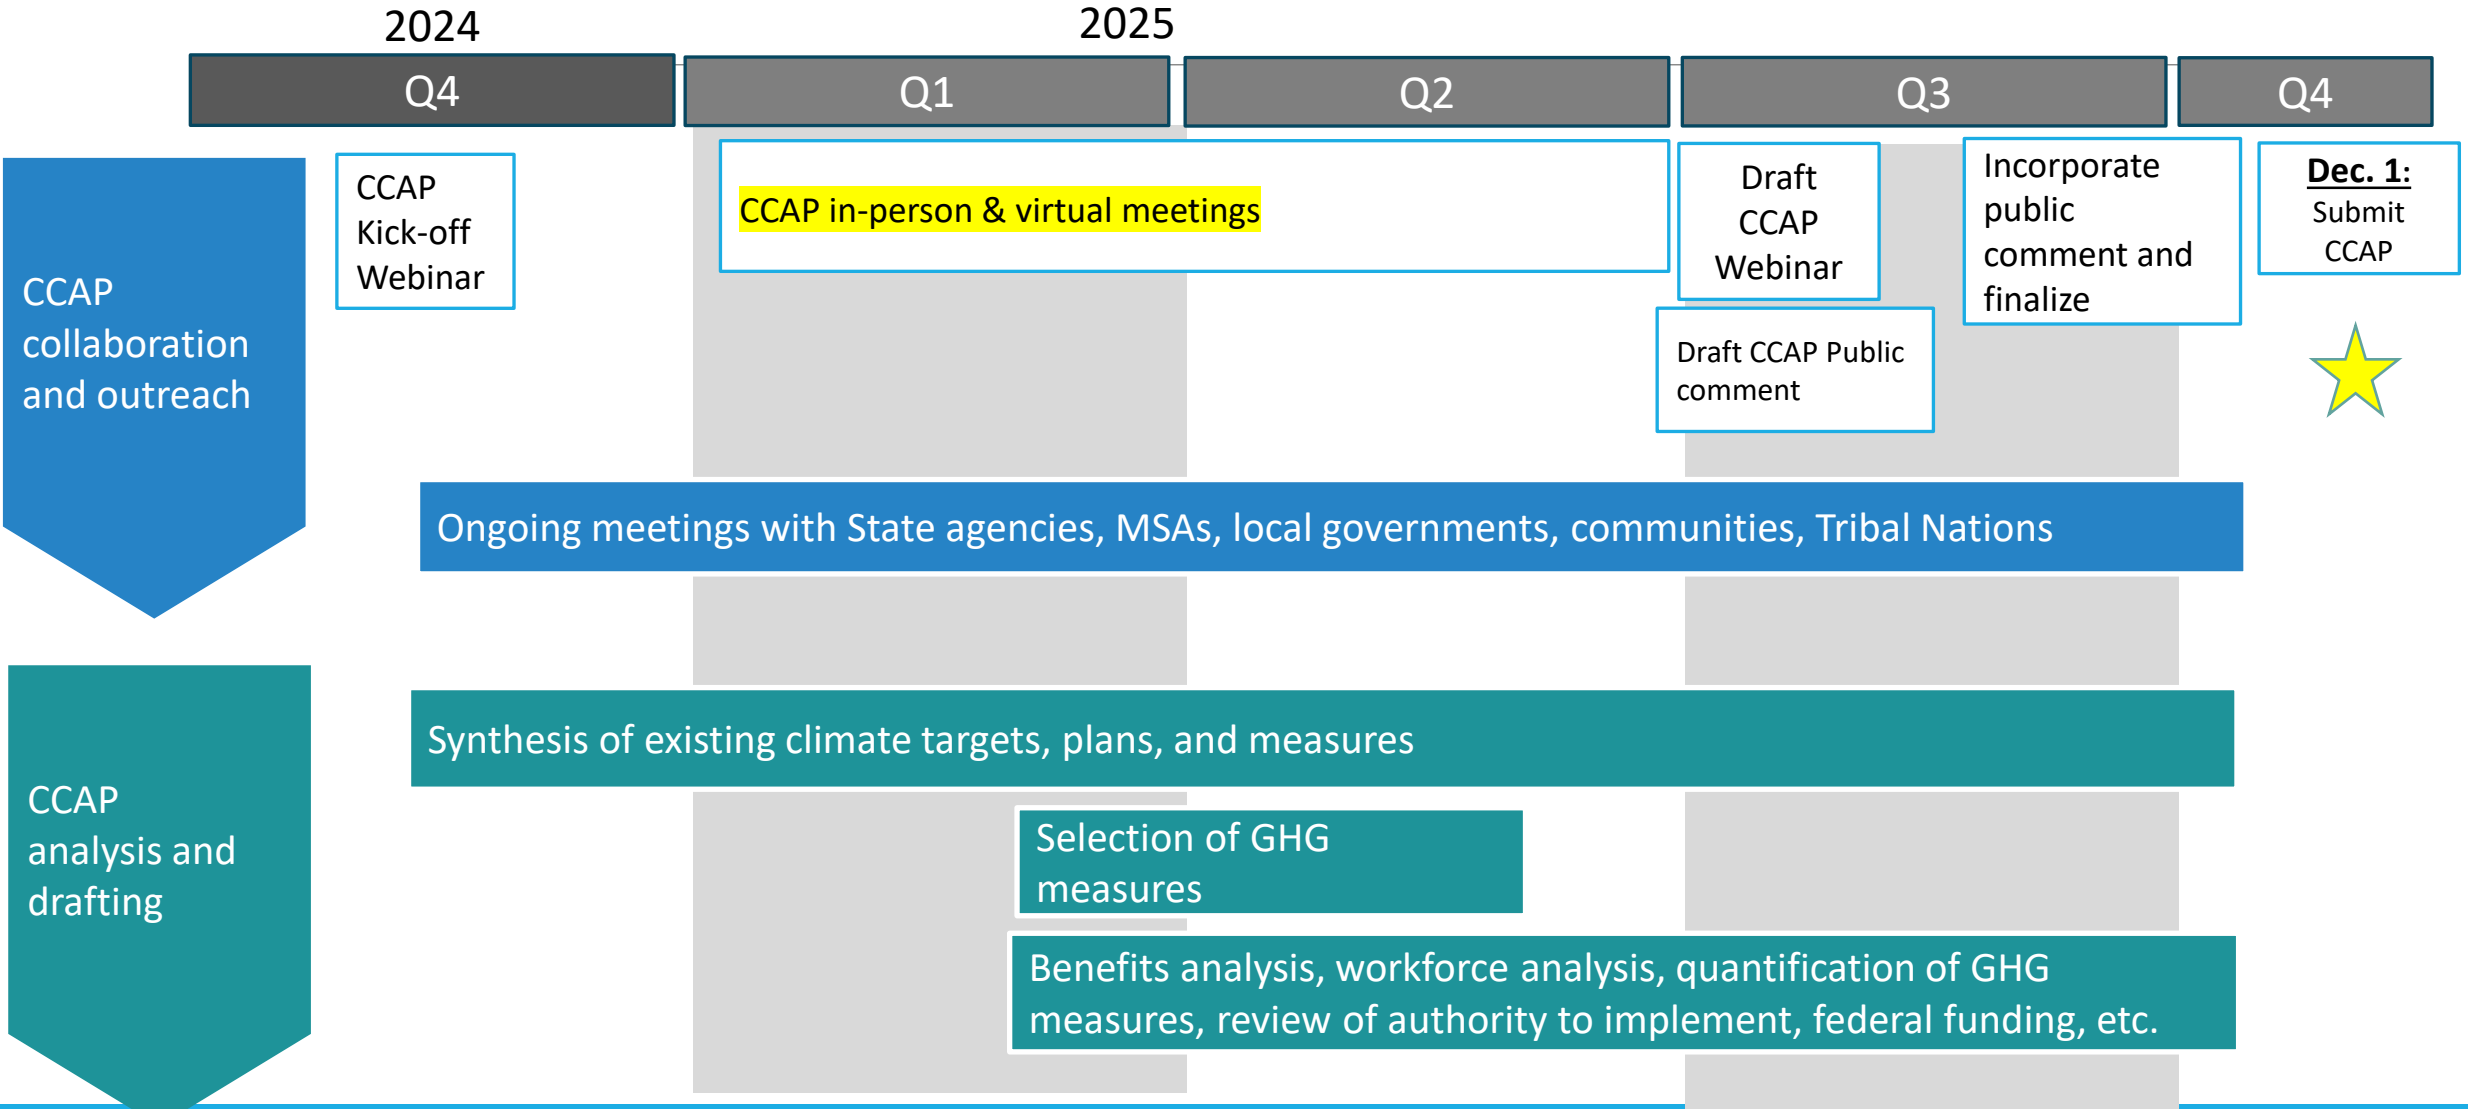 2024
2025
Q4
Q1
Q2
Q3
Q4
CCAP
collaboration
and outreach
CCAP
Kick-off
Webinar
CCAP in-person & virtual meetings
Draft
CCAP
Webinar
Draft CCAP Public
comment
Incorporate
public
comment and
finalize
Dec. 1:
Submit
CCAP
Ongoing meetings with State agencies, MSAs, local governments, communities, Tribal Nations
CCAP
analysis and
drafting
Synthesis of existing climate targets, plans, and measures
Selection of GHG
measures
Benefits analysis, workforce analysis, quantification of GHG
measures, review of authority to implement, federal funding, etc.